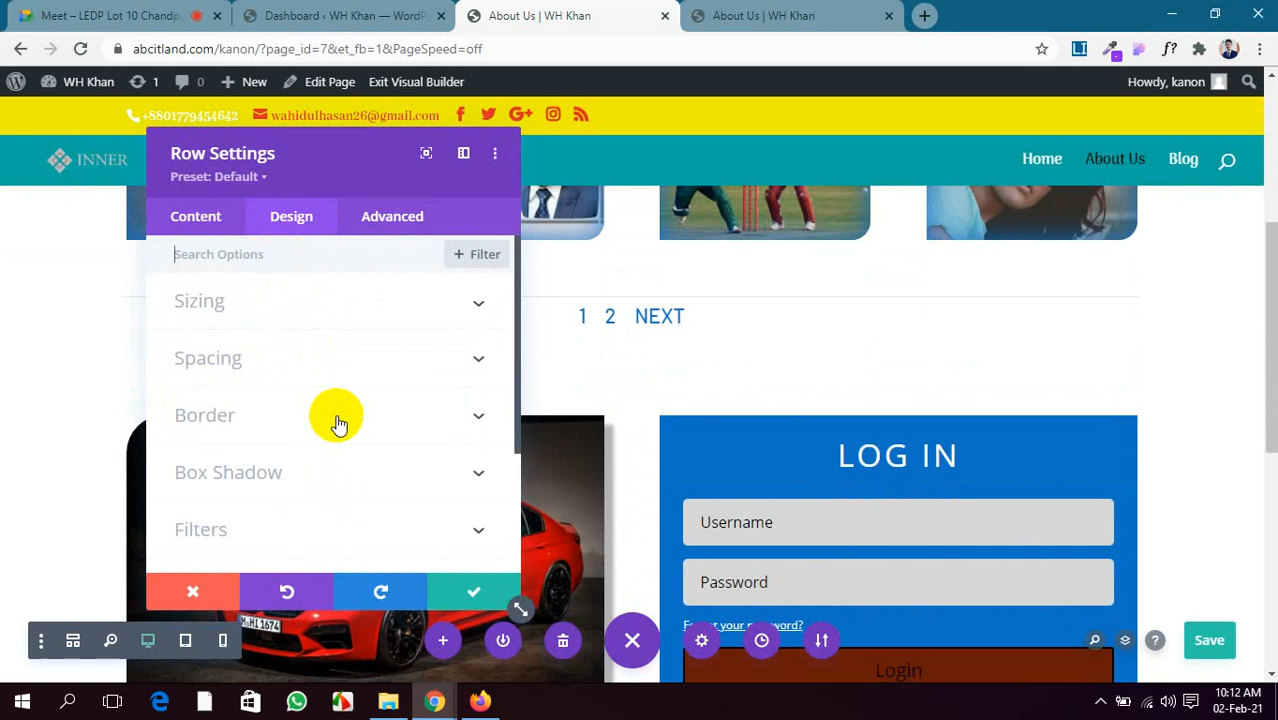 Meet – LEDP Lot 10 Chandp
Dashboard ‹ WH Khan — WordP
About Us | WH Khan
About Us | WH Khan
abcitland.com/kanon/?page_id=7&et_fb=1&PageSpeed=off
WH Khan 1 0 New Edit Page Exit Visual Builder Howdy, kanon
+8801779454642 wahidulhasan26@gmail.com
INNER Home About Us Blog
Row Settings
Preset: Default
Content Design Advanced
Search Options + Filter
Sizing
Spacing
Border
Box Shadow
Filters
1 2 NEXT
LOG IN
Username
Password
Forgot your password?
Login
M·HI 1674
Save
10:12 AM
02-Feb-21